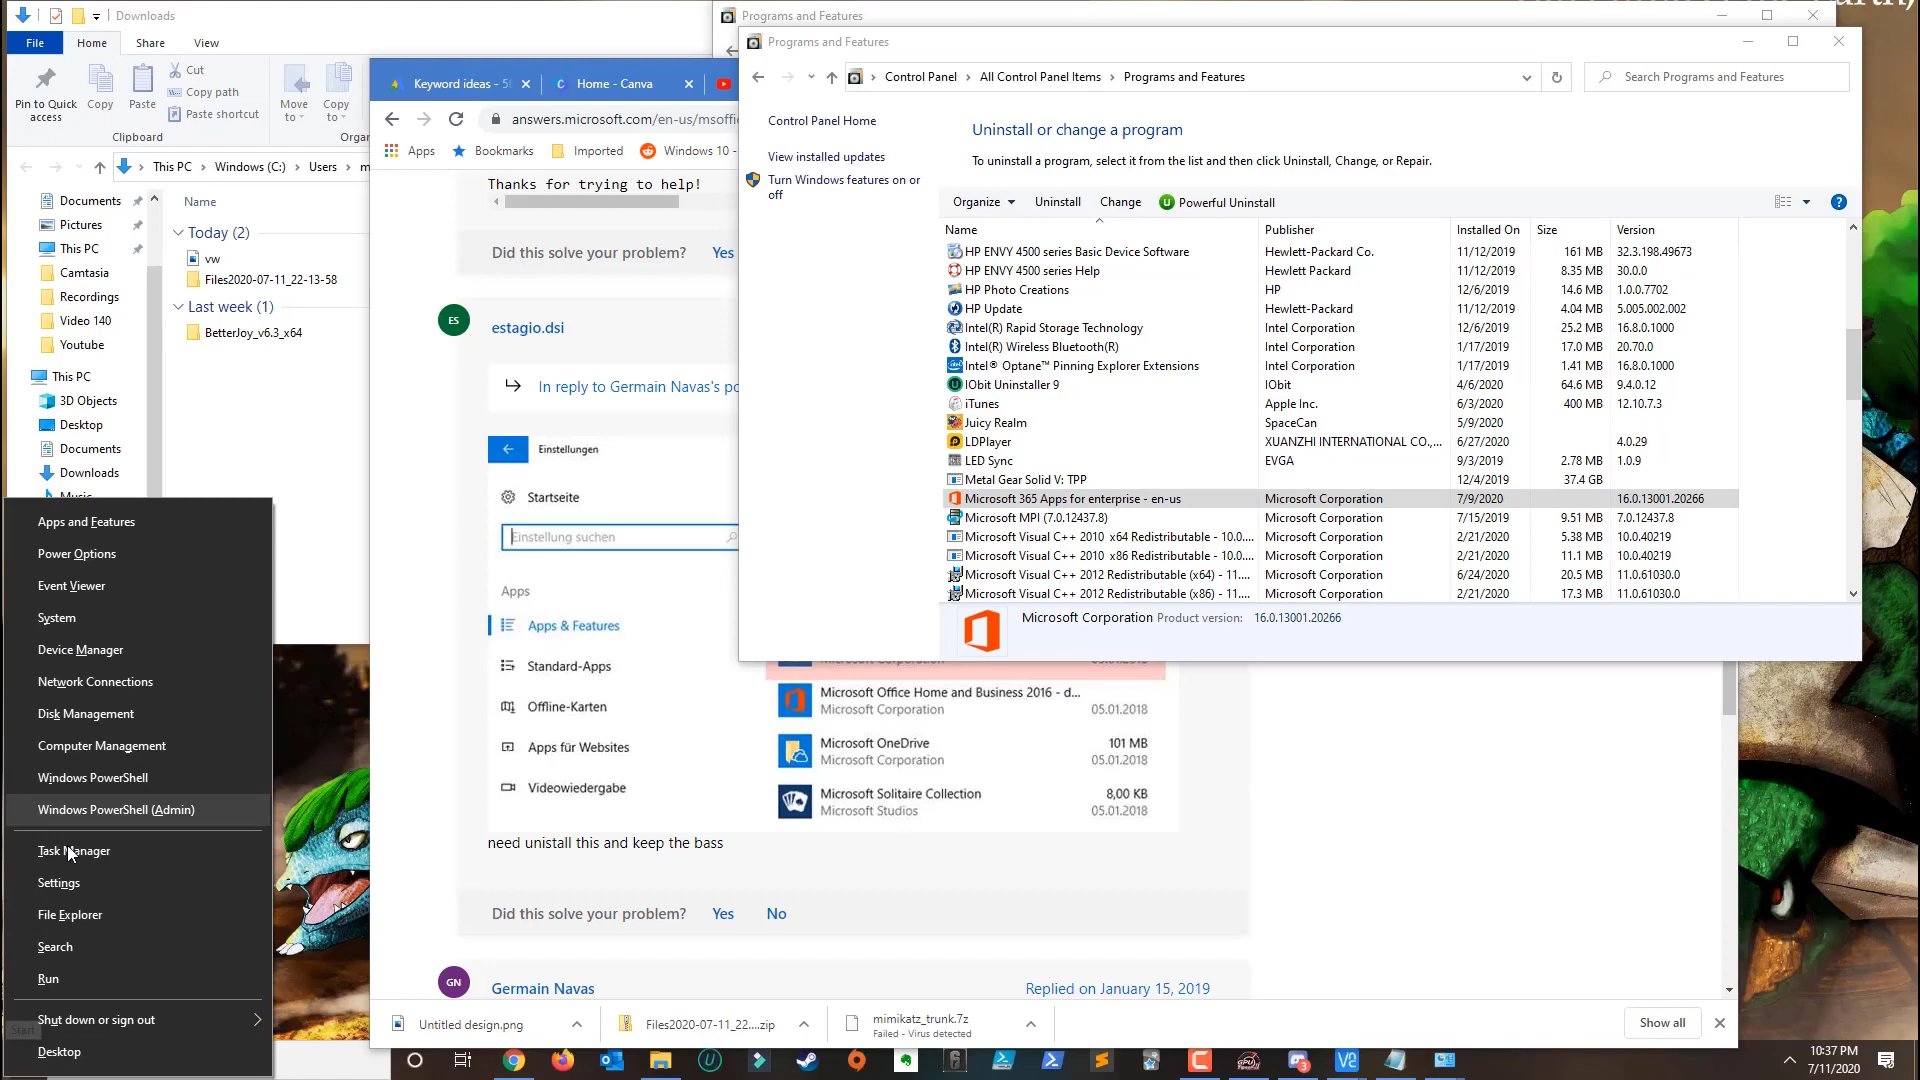 Downloads
File
Home
Share
View
Pin to Quick access
Copy
Paste
Cut
Copy path
Paste shortcut
Move to
Copy to
Clipboard
Organ
This PC > Windows (C:) > Users > m
Documents
Pictures
This PC
Camtasia
Recordings
Video 140
Youtube
This PC
3D Objects
Desktop
Documents
Downloads
Music
Name
Today (2)
vw
Files2020-07-11_22-13-58
Last week (1)
BetterJoy_v6.3_x64
Apps and Features
Power Options
Event Viewer
System
Device Manager
Network Connections
Disk Management
Computer Management
Windows PowerShell
Windows PowerShell (Admin)
Task Manager
Settings
File Explorer
Search
Run
Shut down or sign out
Start
Desktop
Keyword ideas - 5
Home - Canva
answers.microsoft.com/en-us/msoffi
Apps
Bookmarks
Imported
Windows 10 -
Thanks for trying to help!
Did this solve your problem? Yes
ES
estagio.dsi
In reply to Germain Navas's po
Einstellungen
Startseite
Einstellung suchen
Apps
Apps & Features
Standard-Apps
Offline-Karten
Apps für Websites
Videowiedergabe
Microsoft Office Home and Business 2016 - d...
Microsoft Corporation 05.01.2018
Microsoft OneDrive 101 MB
Microsoft Corporation 05.01.2018
Microsoft Solitaire Collection 8,00 KB
Microsoft Studios 05.01.2018
need unistall this and keep the bass
Did this solve your problem? Yes No
GN
Germain Navas
Replied on January 15, 2019
Untitled design.png
Files2020-07-11_22....zip
mimikatz_trunk.7z
Failed - Virus detected
Show all
Programs and Features
Programs and Features
Control Panel > All Control Panel Items > Programs and Features
Search Programs and Features
Control Panel Home
View installed updates
Turn Windows features on or off
Uninstall or change a program
To uninstall a program, select it from the list and then click Uninstall, Change, or Repair.
Organize Uninstall Change Powerful Uninstall
Name Publisher Installed On Size Version
HP ENVY 4500 series Basic Device Software Hewlett-Packard Co. 11/12/2019 161 MB 32.3.198.49673
HP ENVY 4500 series Help Hewlett Packard 11/12/2019 8.35 MB 30.0.0
HP Photo Creations HP 12/6/2019 14.6 MB 1.0.0.7702
HP Update Hewlett-Packard 11/12/2019 4.04 MB 5.005.002.002
Intel(R) Rapid Storage Technology Intel Corporation 12/6/2019 25.2 MB 16.8.0.1000
Intel(R) Wireless Bluetooth(R) Intel Corporation 1/17/2019 17.0 MB 20.70.0
Intel® Optane™ Pinning Explorer Extensions Intel Corporation 1/17/2019 1.41 MB 16.8.0.1000
IObit Uninstaller 9 IObit 4/6/2020 64.6 MB 9.4.0.12
iTunes Apple Inc. 6/3/2020 400 MB 12.10.7.3
Juicy Realm SpaceCan 5/9/2020
LDPlayer XUANZHI INTERNATIONAL CO.,... 6/27/2020 4.0.29
LED Sync EVGA 9/3/2019 2.78 MB 1.0.9
Metal Gear Solid V: TPP 12/4/2019 37.4 GB
Microsoft 365 Apps for enterprise - en-us Microsoft Corporation 7/9/2020 16.0.13001.20266
Microsoft MPI (7.0.12437.8) Microsoft Corporation 7/15/2019 9.51 MB 7.0.12437.8
Microsoft Visual C++ 2010 x64 Redistributable - 10.0.... Microsoft Corporation 2/21/2020 5.38 MB 10.0.40219
Microsoft Visual C++ 2010 x86 Redistributable - 10.0.... Microsoft Corporation 2/21/2020 11.1 MB 10.0.40219
Microsoft Visual C++ 2012 Redistributable (x64) - 11.... Microsoft Corporation 6/24/2020 20.5 MB 11.0.61030.0
Microsoft Visual C++ 2012 Redistributable (x86) - 11.... Microsoft Corporation 2/21/2020 17.3 MB 11.0.61030.0
Microsoft Corporation Product version: 16.0.13001.20266
10:37 PM
7/11/2020